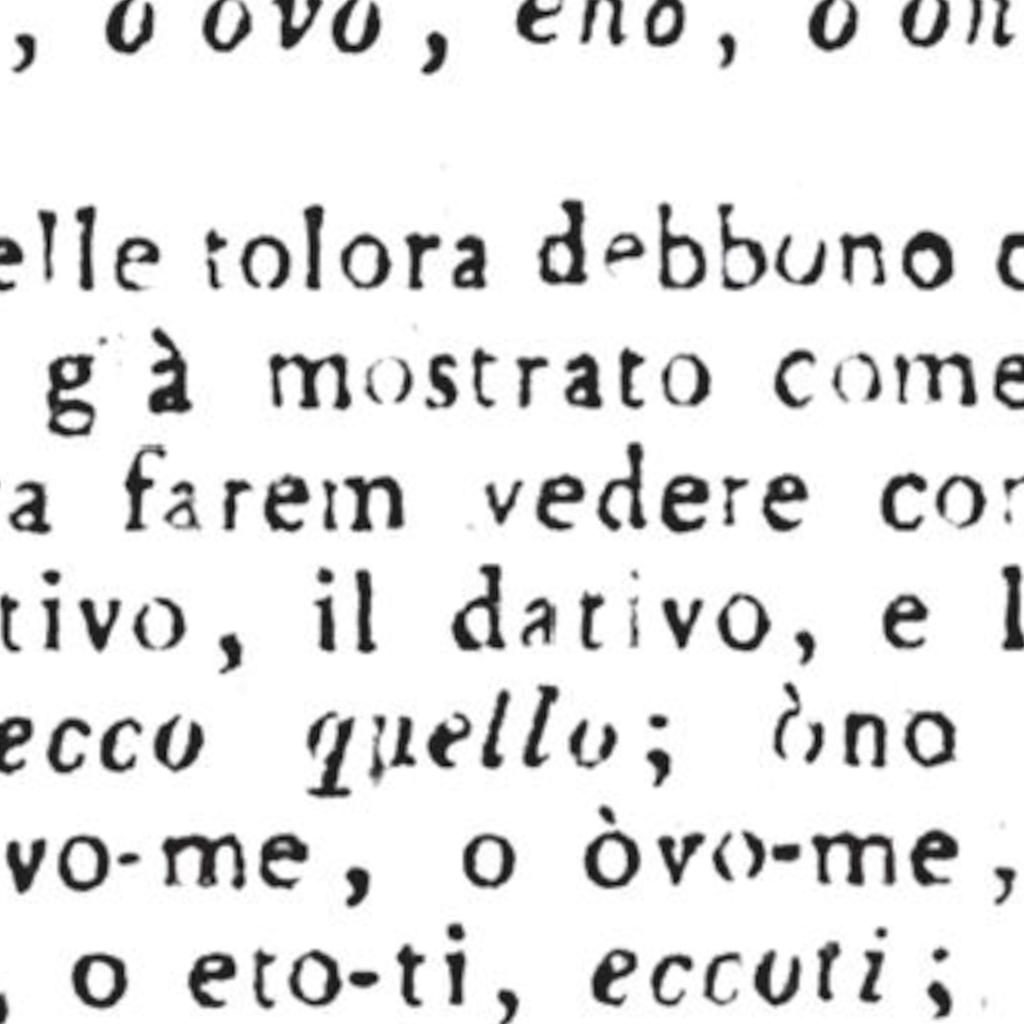 , o ovo, eno, o on
elle tolora debbuno
già mostrato come
a farem vedere con
tivo, il dativo, e l
ecco quello; òno
vo-me, o òvo-me,
, o eto-ti, eccoti;